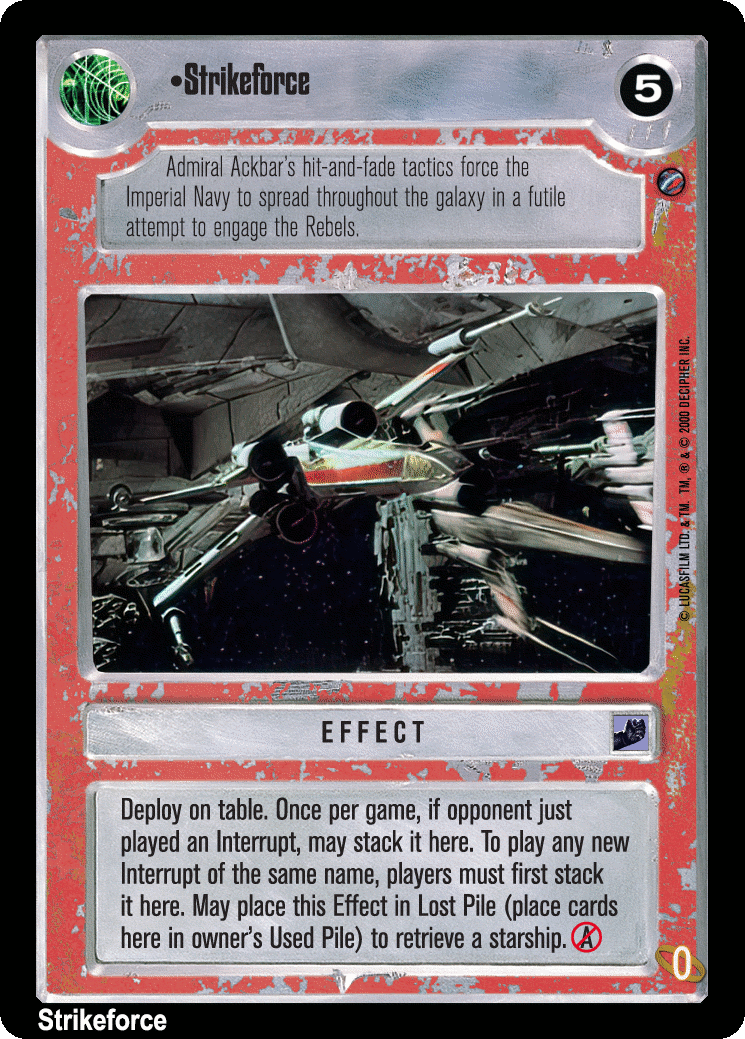 •Strikeforce
5
Admiral Ackbar's hit-and-fade tactics force the
Imperial Navy to spread throughout the galaxy in a futile
attempt to engage the Rebels.
© LUCASFILM LTD. & TM. TM, ® & © 2000 DECIPHER INC.
EFFECT
Deploy on table. Once per game, if opponent just
played an Interrupt, may stack it here. To play any new
Interrupt of the same name, players must first stack
it here. May place this Effect in Lost Pile (place cards
here in owner's Used Pile) to retrieve a starship. A
0
Strikeforce